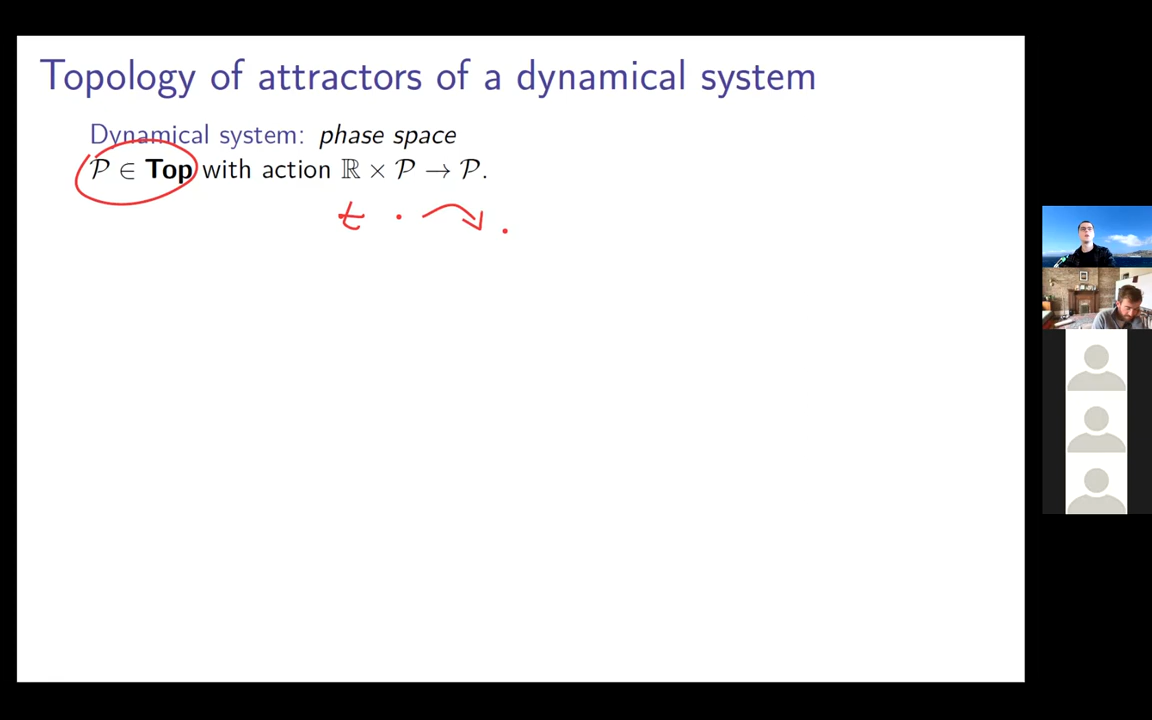 Topology of attractors of a dynamical system
Dynamical system: phase space
𝒫 ∈ Top with action ℝ × 𝒫 → 𝒫.
t · ↷ ·